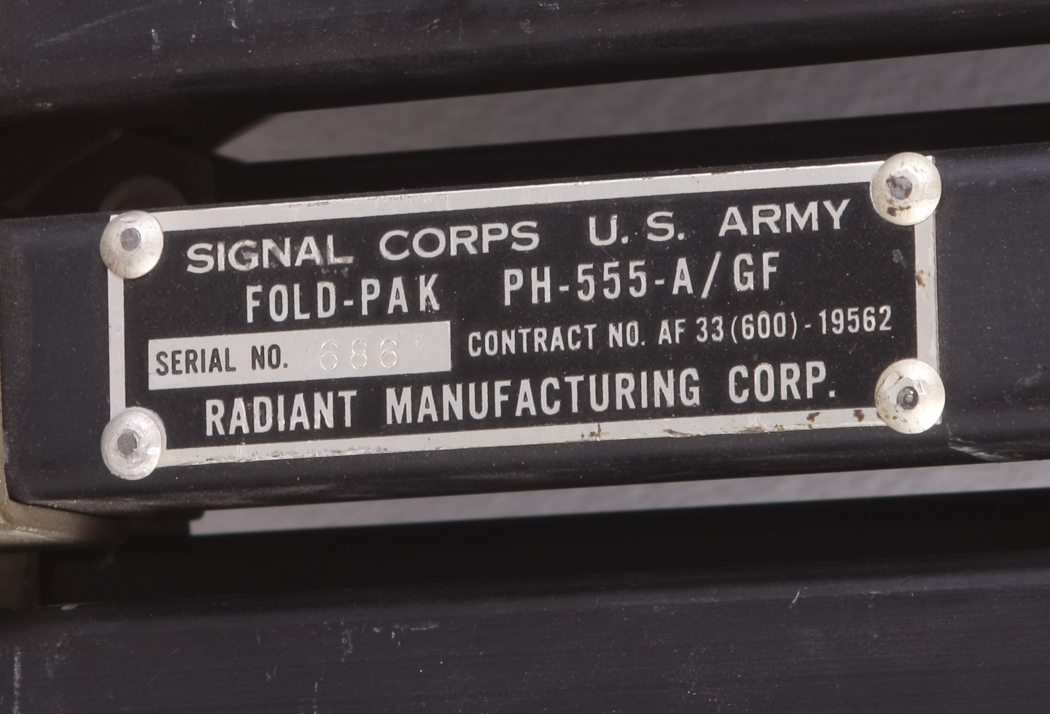 SIGNAL CORPS U.S. ARMY
FOLD-PAK PH-555-A/GF
SERIAL NO. 686
CONTRACT NO. AF 33(600)-19562
RADIANT MANUFACTURING CORP.